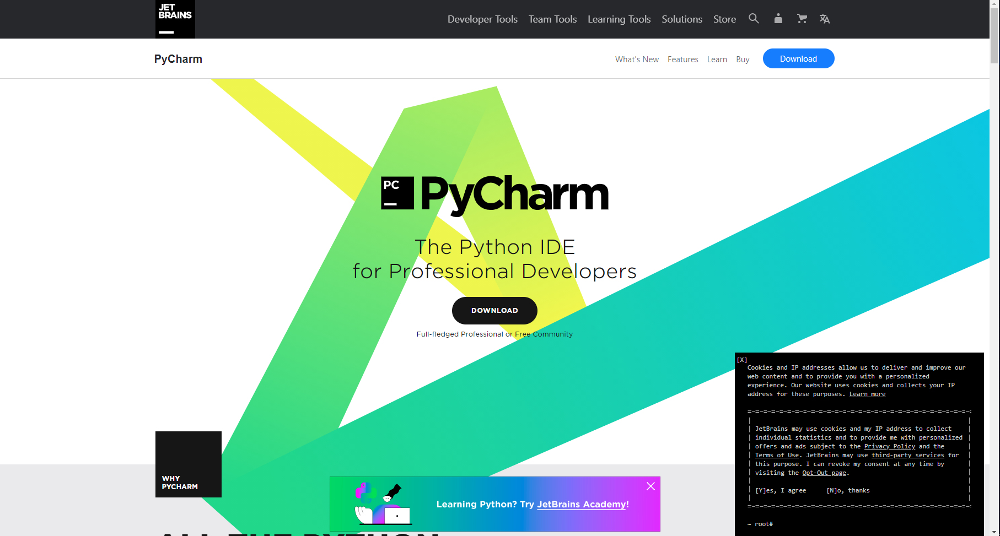 JET
BRAINS
Developer Tools Team Tools Learning Tools Solutions Store
PyCharm
What's New Features Learn Buy Download
PC
PyCharm
The Python IDE
for Professional Developers
DOWNLOAD
Full-fledged Professional or Free Community
WHY
PYCHARM
Learning Python? Try JetBrains Academy!
ALL THE PYTHON
[X]
Cookies and IP addresses allow us to deliver and improve our
web content and to provide you with a personalized
experience. Our website uses cookies and collects your IP
address for these purposes. Learn more
JetBrains may use cookies and my IP address to collect
individual statistics and to provide me with personalized
offers and ads subject to the Privacy Policy and the
Terms of Use. JetBrains may use third-party services for
this purpose. I can revoke my consent at any time by
visiting the Opt-Out page.
[Y]es, I agree [N]o, thanks
~ root#